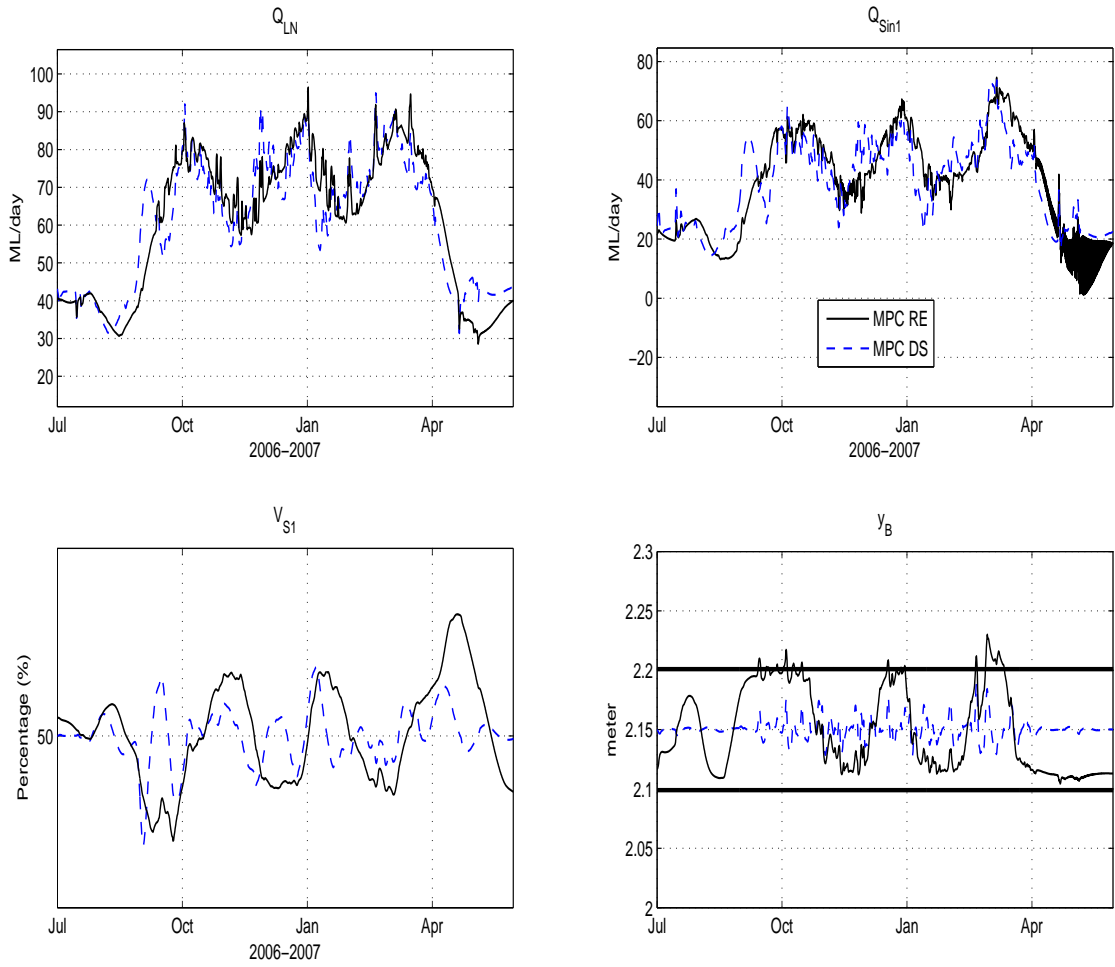 Q_LN
100
90
80
70
60
50
40
30
20
ML/day
Jul Oct Jan Apr
2006−2007
Q_Sin1
80
60
40
20
0
−20
ML/day
MPC RE
MPC DS
Jul Oct Jan Apr
2006−2007
V_S1
50
Percentage (%)
Jul Oct Jan Apr
2006−2007
y_B
2.3
2.25
2.2
2.15
2.1
2.05
2
meter
Jul Oct Jan Apr